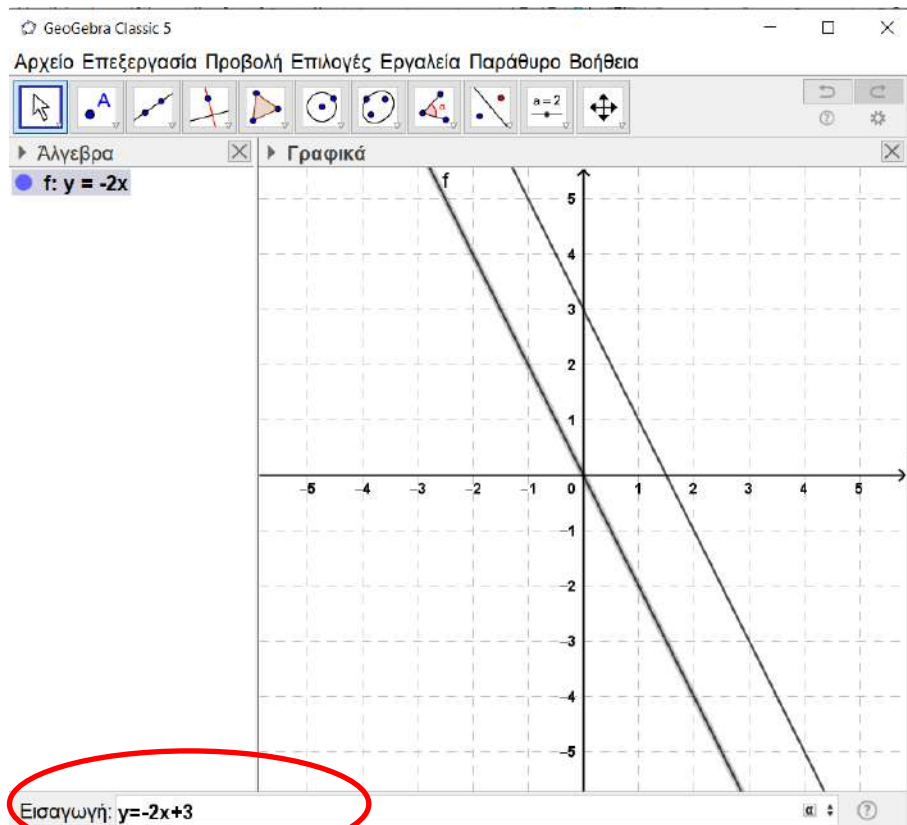 GeoGebra Classic 5
Αρχείο Επεξεργασία Προβολή Επιλογές Εργαλεία Παράθυρο Βοήθεια
A
α
a = 2
Άλγεβρα
Γραφικά
f: y = -2x
f
5
4
3
2
1
-5 -4 -3 -2 -1 0 1 2 3 4 5
-1
-2
-3
-4
-5
Εισαγωγή: y=-2x+3
α